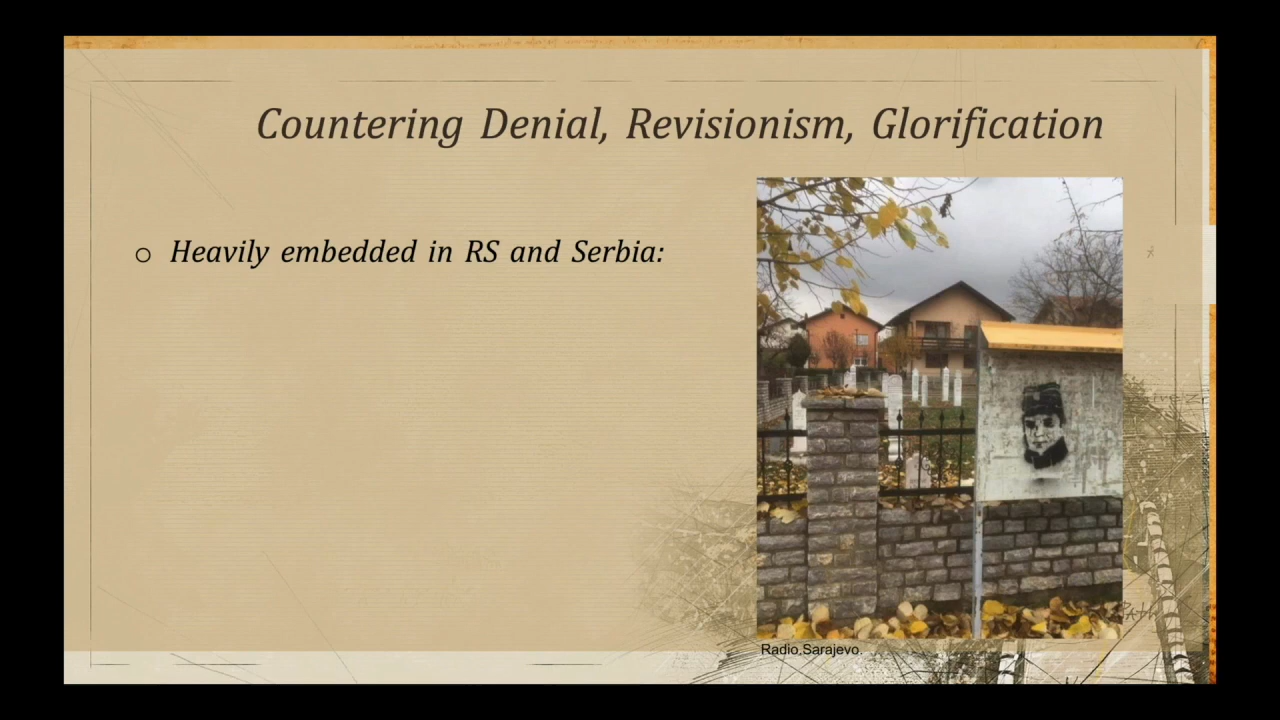 Countering Denial, Revisionism, Glorification
o Heavily embedded in RS and Serbia:
Radio,Sarajevo.